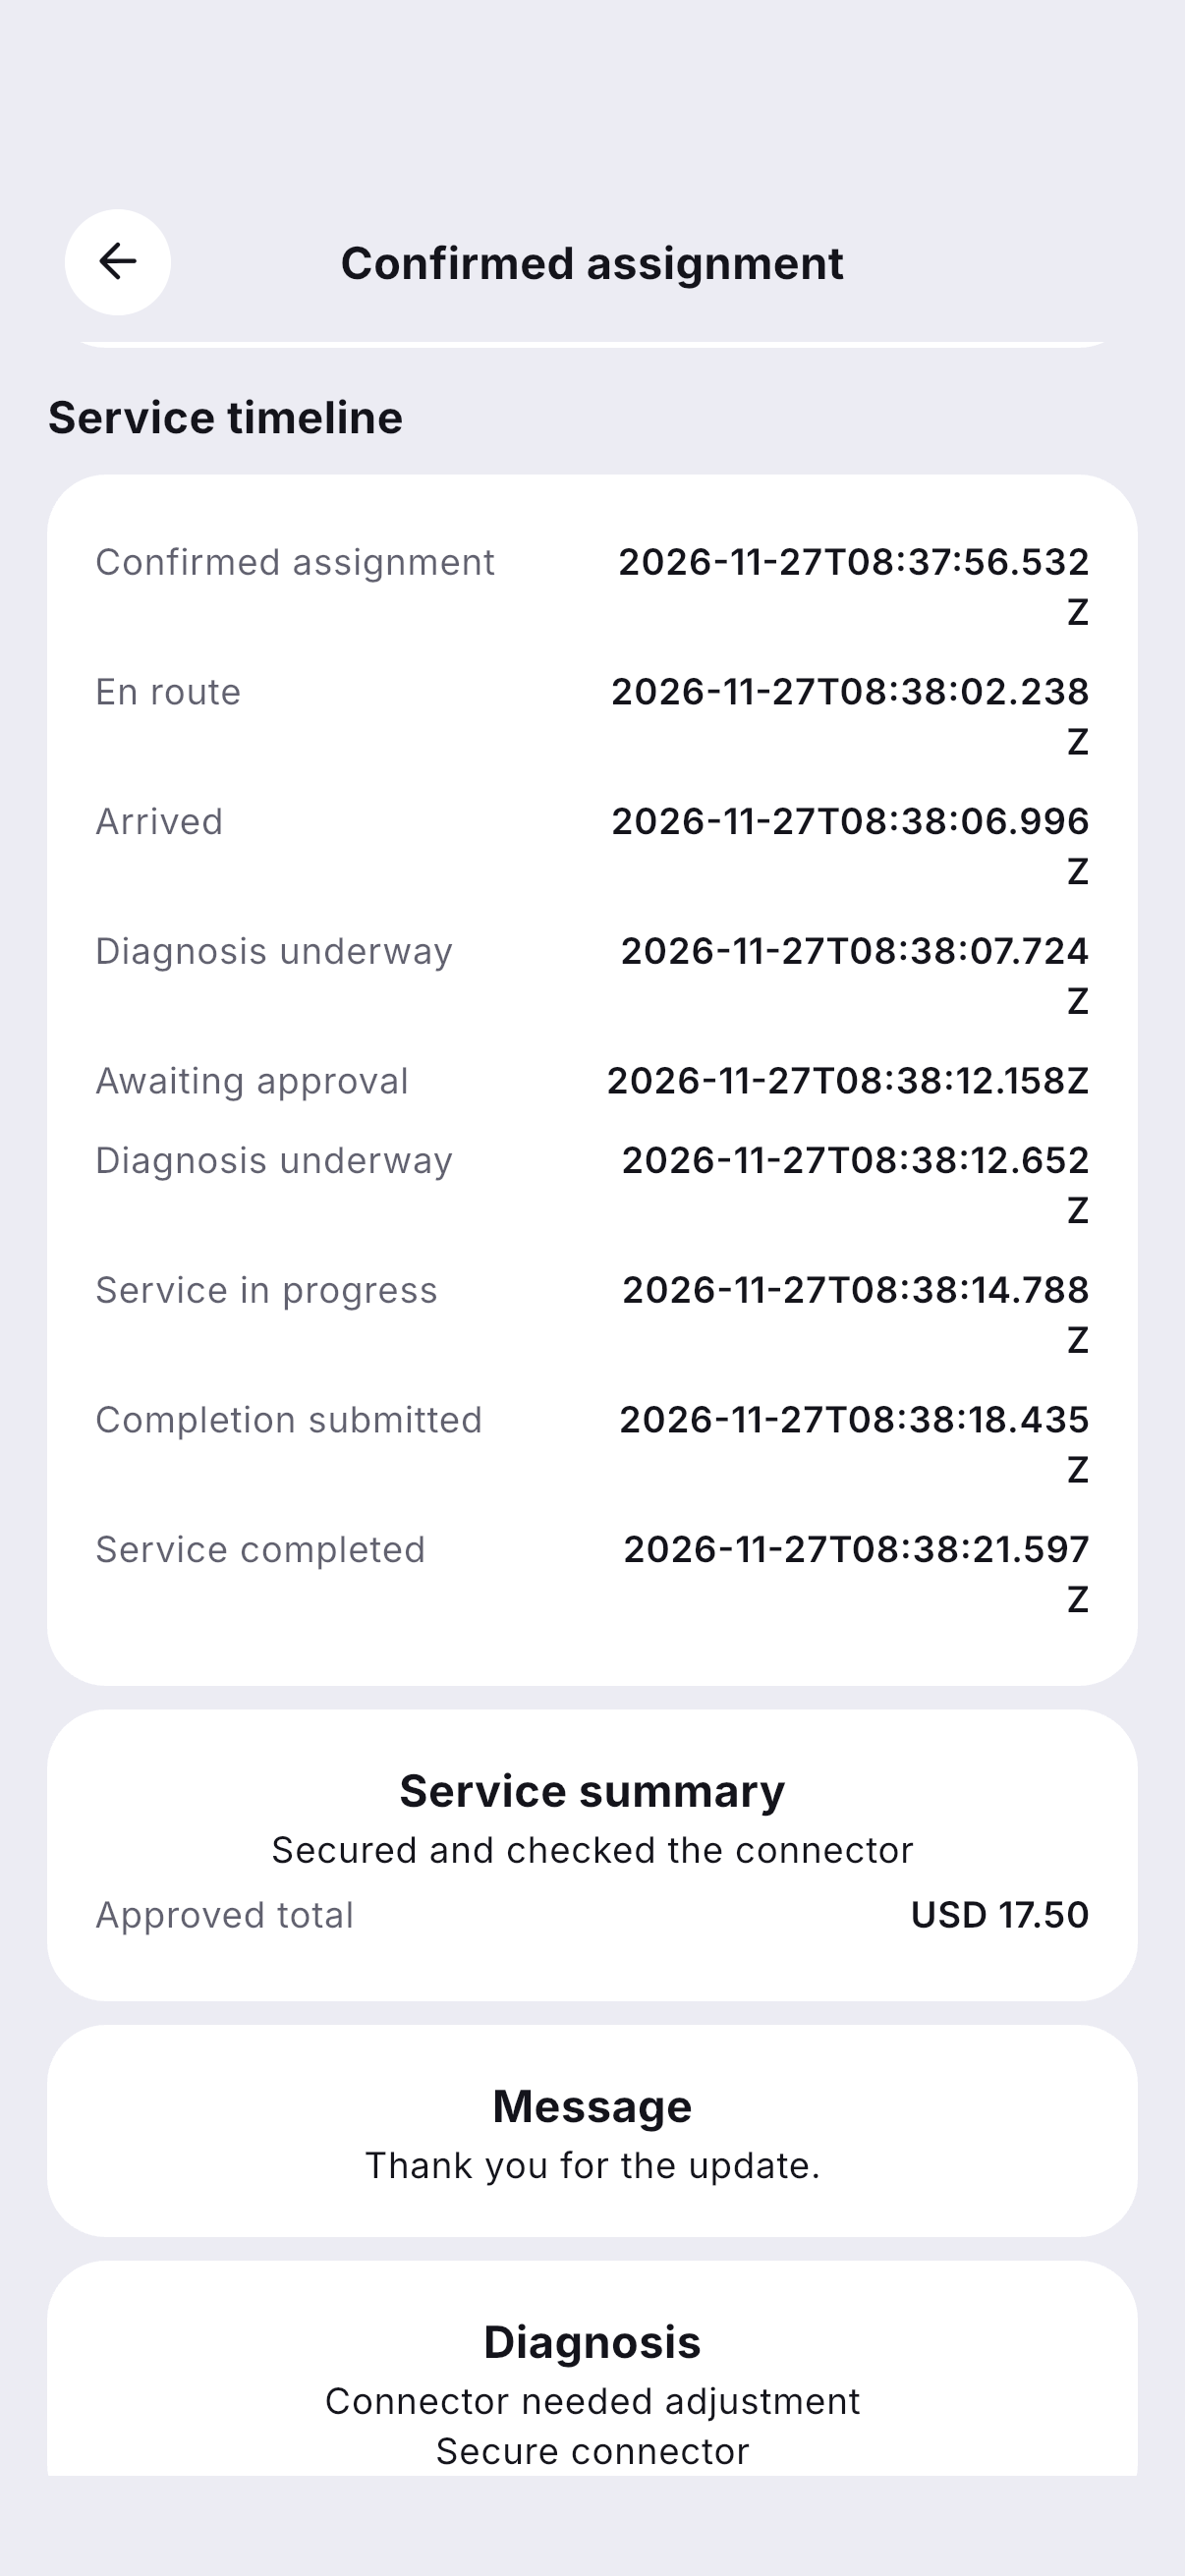 Confirmed assignment
Service timeline
Confirmed assignment 2026-11-27T08:37:56.532
Z
En route 2026-11-27T08:38:02.238
Z
Arrived 2026-11-27T08:38:06.996
Z
Diagnosis underway 2026-11-27T08:38:07.724
Z
Awaiting approval 2026-11-27T08:38:12.158Z
Diagnosis underway 2026-11-27T08:38:12.652
Z
Service in progress 2026-11-27T08:38:14.788
Z
Completion submitted 2026-11-27T08:38:18.435
Z
Service completed 2026-11-27T08:38:21.597
Z
Service summary
Secured and checked the connector
Approved total USD 17.50
Message
Thank you for the update.
Diagnosis
Connector needed adjustment
Secure connector